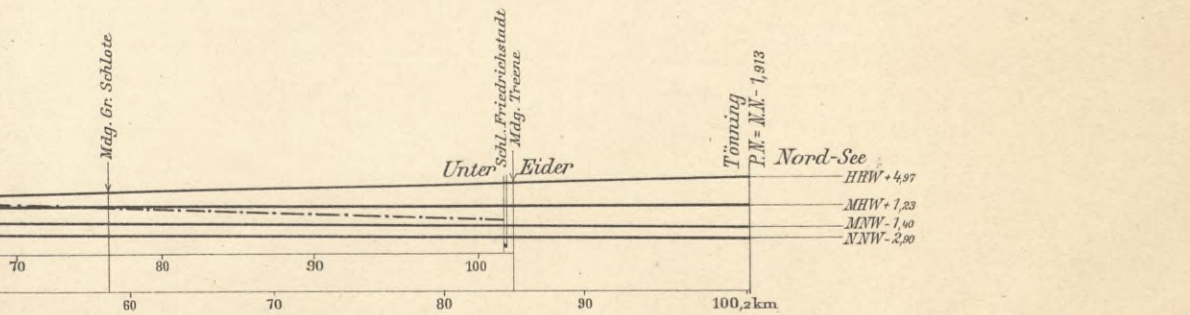 Mdg. Gr. Schlote
Schl. Friedrichstadt
Mdg. Treene
Tönning
P.N. = N.N. - 1,913
Unter Eider
Nord-See
HHW + 4,97
MHW + 1,23
MNW - 1,40
NNW - 2,90
70 80 90 100
60 70 80 90 100,2 km